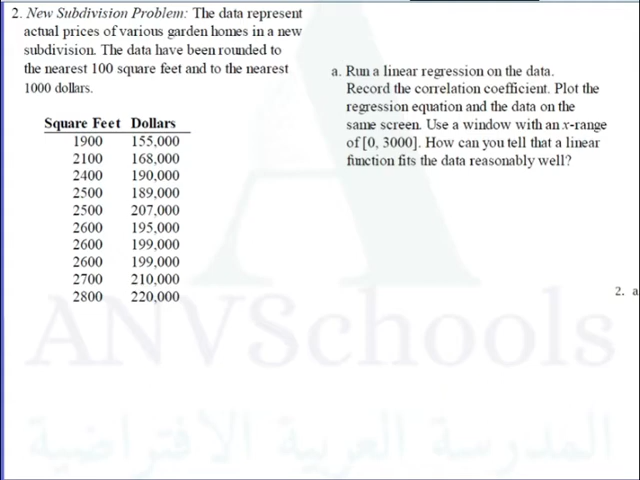 2. New Subdivision Problem: The data represent
actual prices of various garden homes in a new
subdivision. The data have been rounded to
the nearest 100 square feet and to the nearest
1000 dollars.
Square Feet Dollars
1900 155,000
2100 168,000
2400 190,000
2500 189,000
2500 207,000
2600 195,000
2600 199,000
2600 199,000
2700 210,000
2800 220,000
a. Run a linear regression on the data.
Record the correlation coefficient. Plot the
regression equation and the data on the
same screen. Use a window with an x-range
of [0, 3000]. How can you tell that a linear
function fits the data reasonably well?
2. a
ANVSchools
المدرسة العربية الافتراضية